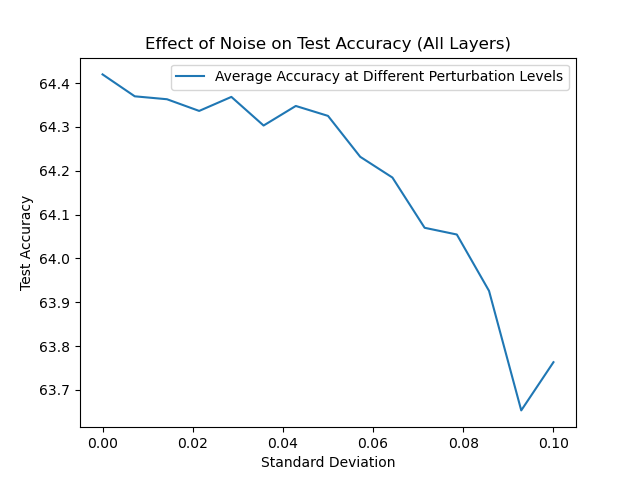 Effect of Noise on Test Accuracy (All Layers)
Average Accuracy at Different Perturbation Levels
64.4
64.3
64.2
64.1
64.0
63.9
63.8
63.7
Test Accuracy
0.00 0.02 0.04 0.06 0.08 0.10
Standard Deviation